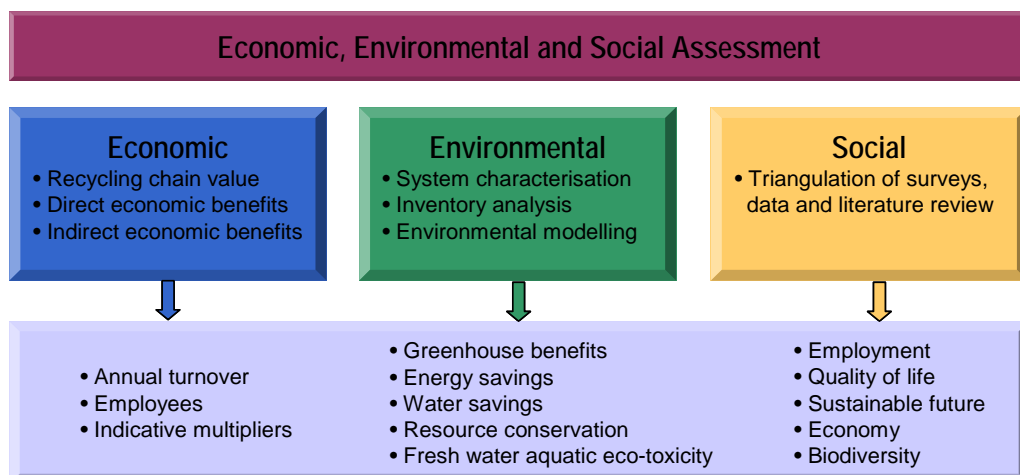 Economic, Environmental and Social Assessment
Economic
• Recycling chain value
• Direct economic benefits
• Indirect economic benefits
Environmental
• System characterisation
• Inventory analysis
• Environmental modelling
Social
• Triangulation of surveys,
data and literature review
• Annual turnover
• Employees
• Indicative multipliers
• Greenhouse benefits
• Energy savings
• Water savings
• Resource conservation
• Fresh water aquatic eco-toxicity
• Employment
• Quality of life
• Sustainable future
• Economy
• Biodiversity